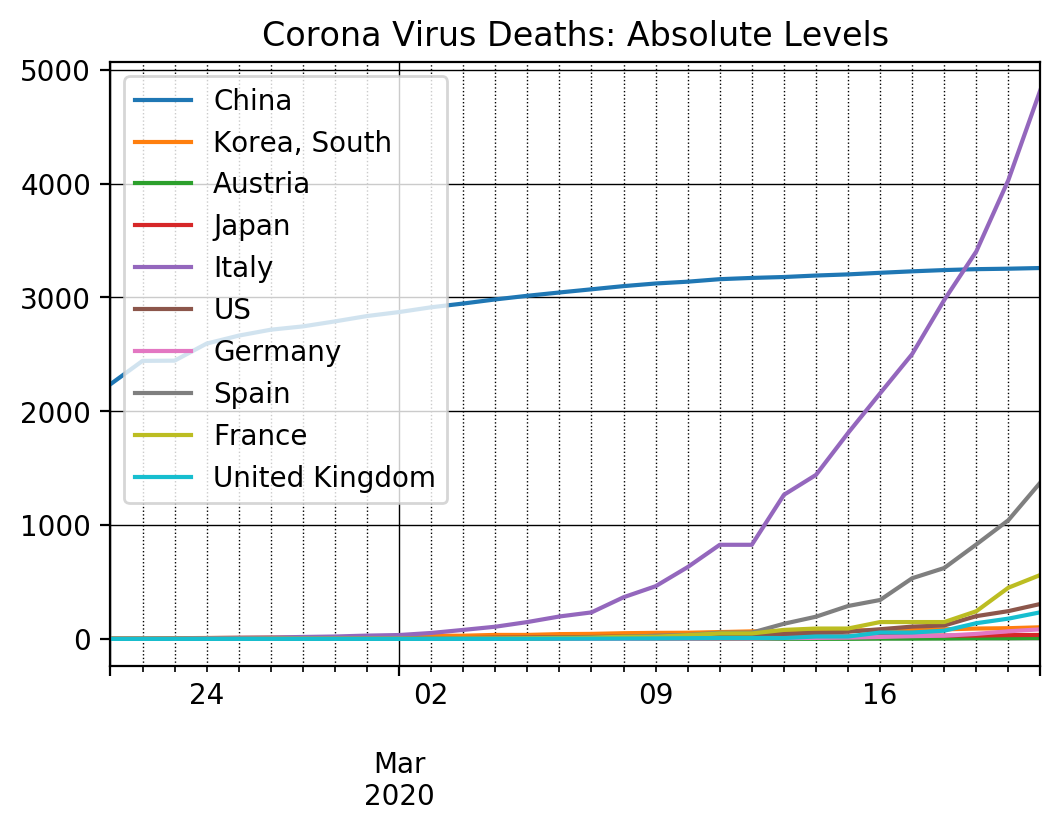 Corona Virus Deaths: Absolute Levels
5000
4000
3000
2000
1000
0
China
Korea, South
Austria
Japan
Italy
US
Germany
Spain
France
United Kingdom
24
02
09
16
Mar
2020